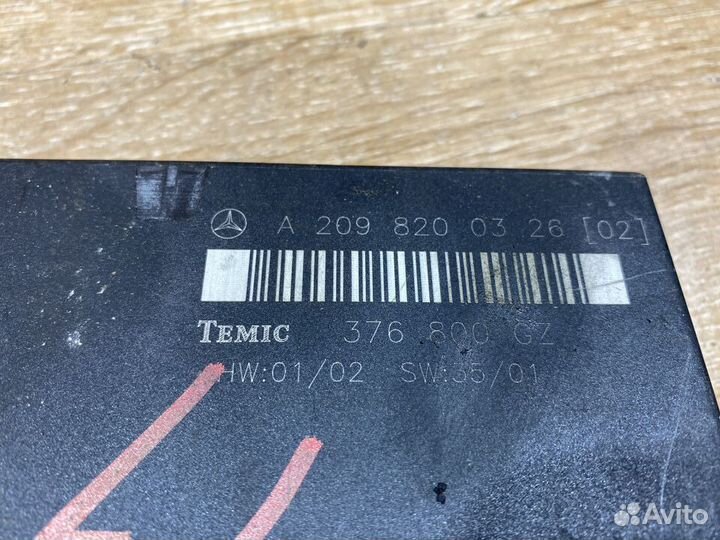 A 209 820 03 26 [02]
TEMIC 376 800 GZ
HW:01/02 SW:35/01
Avito